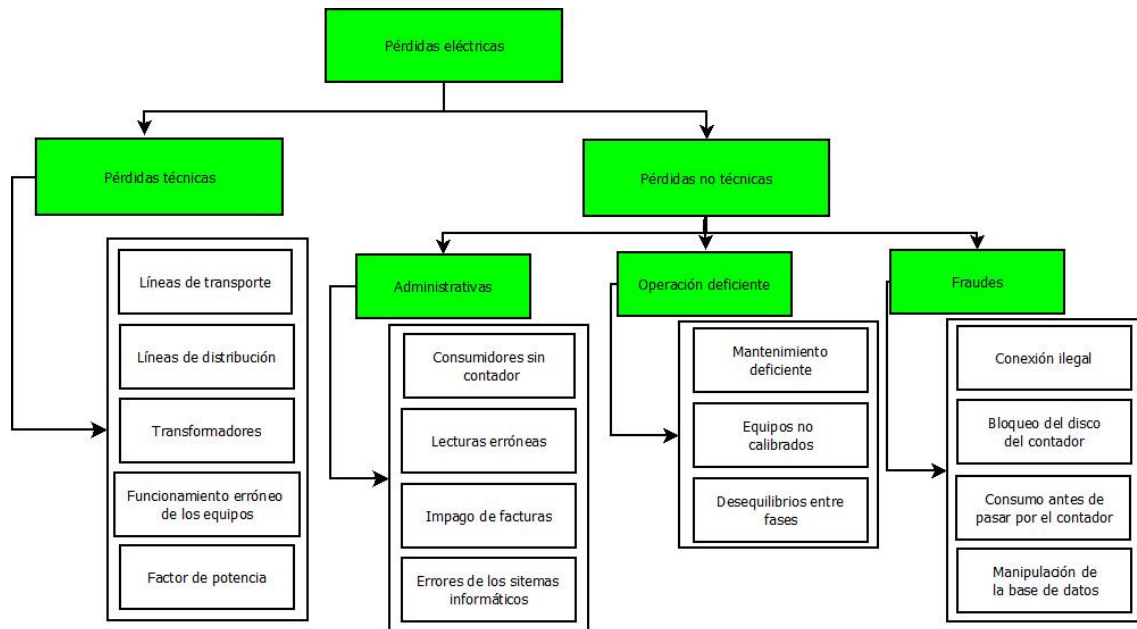 Pérdidas eléctricas
Pérdidas técnicas
Pérdidas no técnicas
Líneas de transporte
Líneas de distribución
Transformadores
Funcionamiento erróneo
de los equipos
Factor de potencia
Administrativas
Consumidores sin
contador
Lecturas erróneas
Impago de facturas
Errores de los sitemas
informáticos
Operación deficiente
Mantenimiento
deficiente
Equipos no
calibrados
Desequilibrios entre
fases
Fraudes
Conexión ilegal
Bloqueo del disco
del contador
Consumo antes de
pasar por el contador
Manipulación de
la base de datos